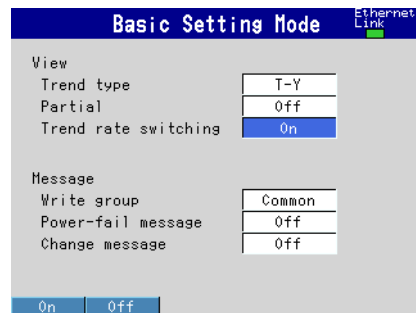 Basic Setting Mode
Ethernet
Link
View
Trend type T-Y
Partial Off
Trend rate switching On
Message
Write group Common
Power-fail message Off
Change message Off
On Off